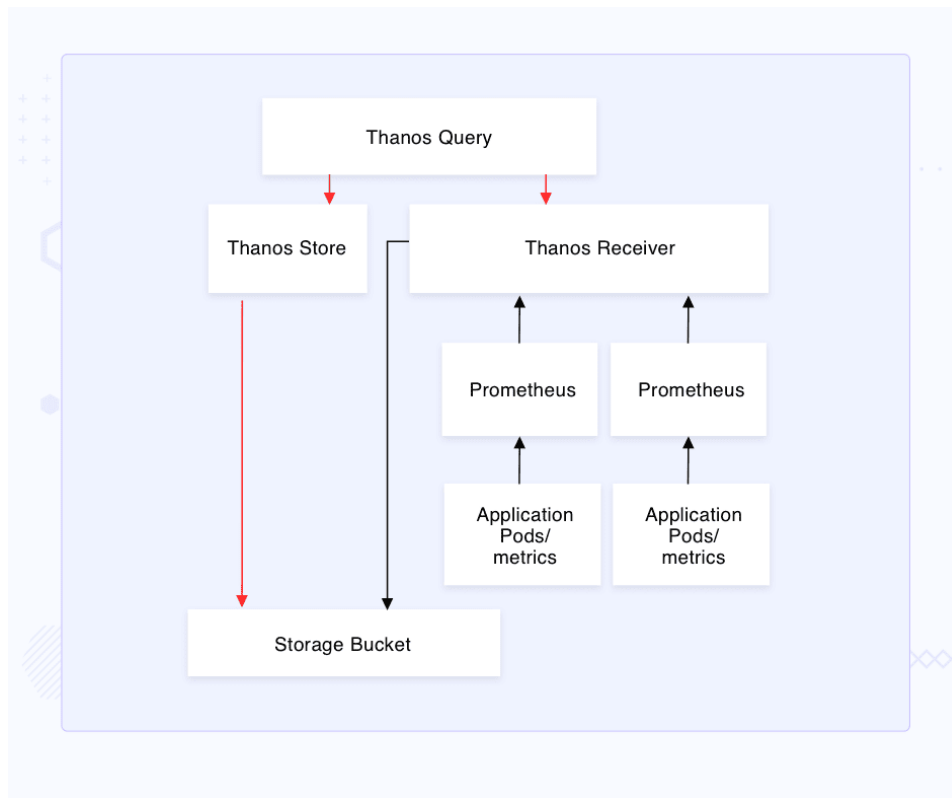 Thanos Query
Thanos Store
Thanos Receiver
Prometheus
Prometheus
Application
Pods/
metrics
Application
Pods/
metrics
Storage Bucket